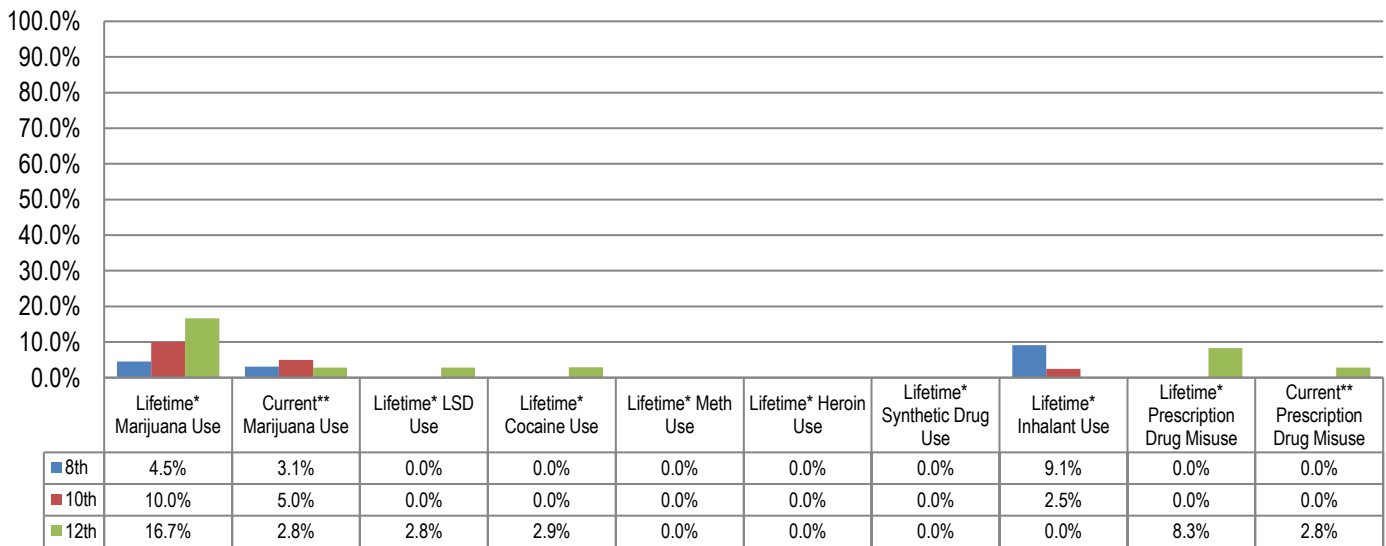 100.0%
90.0%
80.0%
70.0%
60.0%
50.0%
40.0%
30.0%
20.0%
10.0%
0.0%
Lifetime*
Marijuana Use
Current**
Marijuana Use
Lifetime* LSD
Use
Lifetime*
Cocaine Use
Lifetime* Meth
Use
Lifetime* Heroin
Use
Lifetime*
Synthetic Drug
Use
Lifetime*
Inhalant Use
Lifetime*
Prescription
Drug Misuse
Current**
Prescription
Drug Misuse
8th 4.5% 3.1% 0.0% 0.0% 0.0% 0.0% 0.0% 9.1% 0.0% 0.0%
10th 10.0% 5.0% 0.0% 0.0% 0.0% 0.0% 0.0% 2.5% 0.0% 0.0%
12th 16.7% 2.8% 2.8% 2.9% 0.0% 0.0% 0.0% 0.0% 8.3% 2.8%